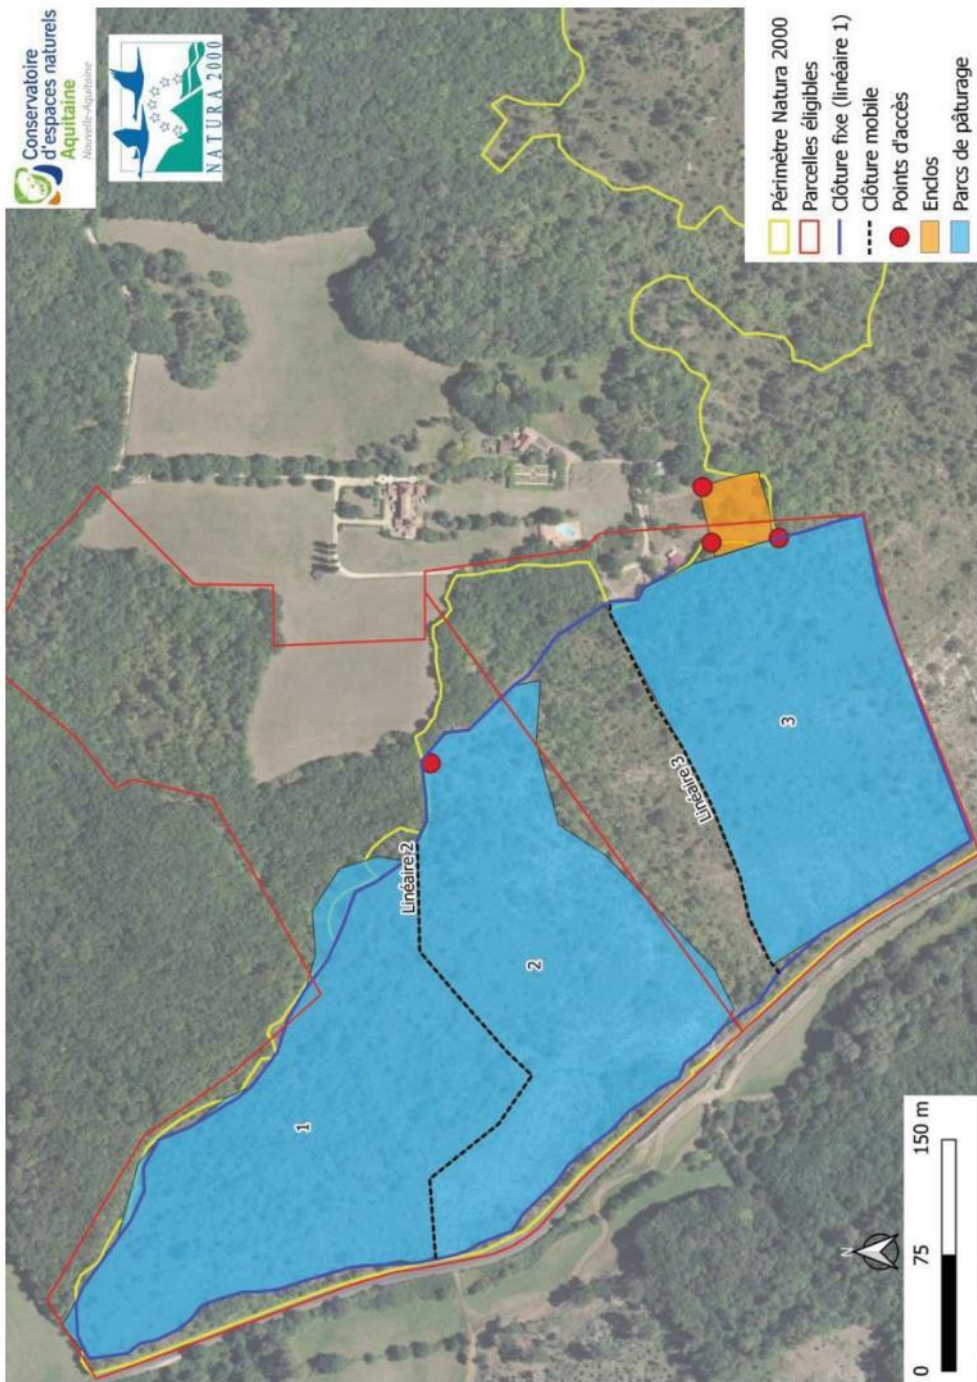 Conservatoire
d'espaces naturels
Aquitaine
Nouvelle-Aquitaine
NATURA 2000
Périmètre Natura 2000
Parcelles éligibles
Clôture fixe (linéaire 1)
Clôture mobile
Points d'accès
Enclos
Parcs de pâturage
Linéaire 2
Linéaire 3
1
2
3
N
0
75
150 m